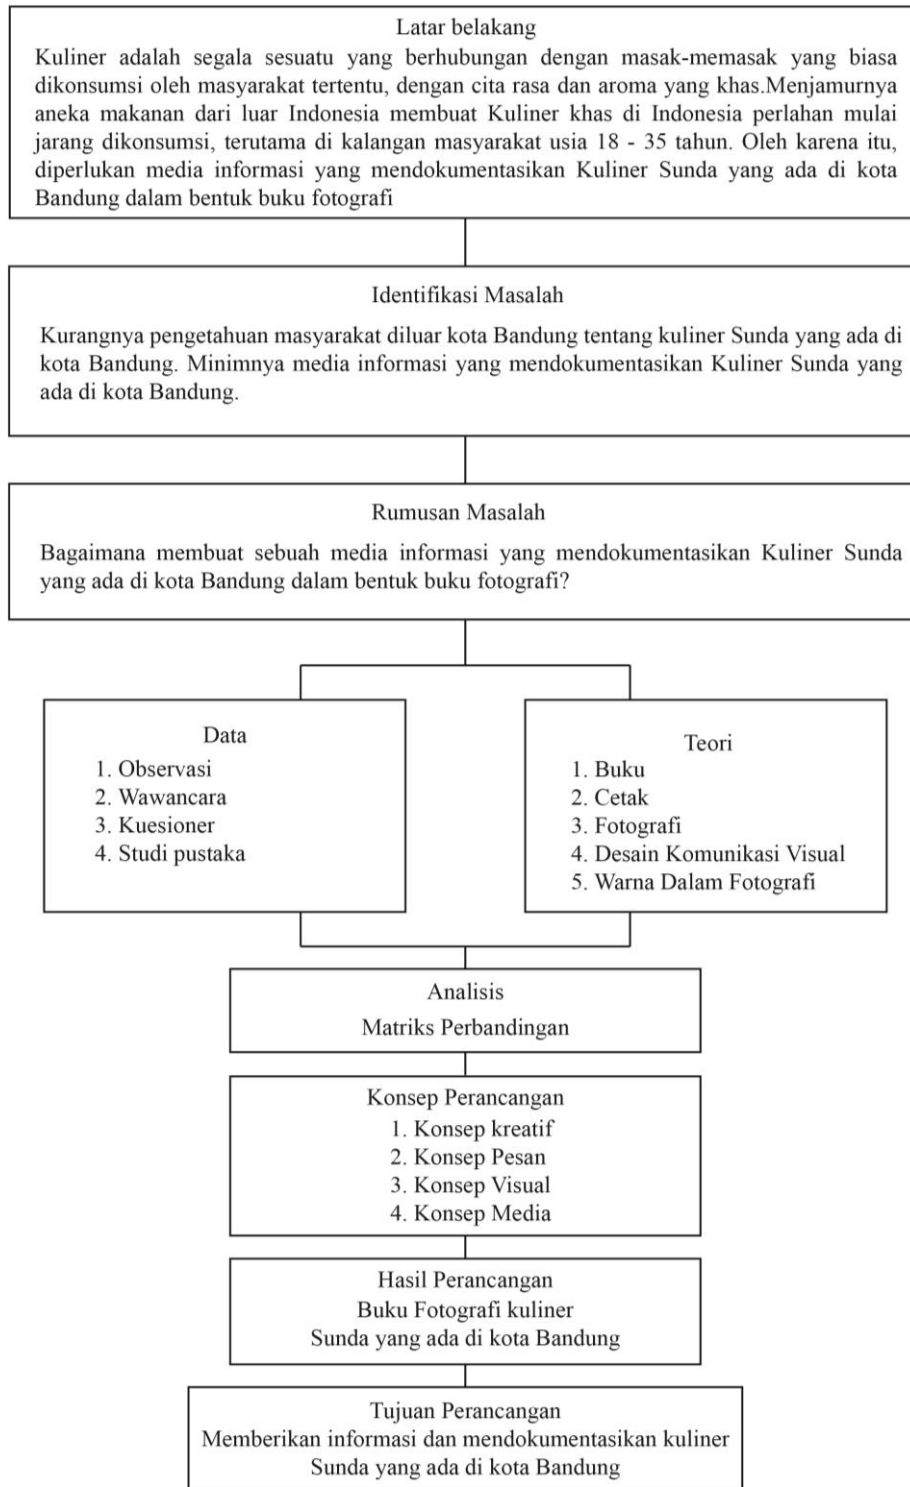 Latar belakang
Kuliner adalah segala sesuatu yang berhubungan dengan masak-memasak yang biasa
dikonsumsi oleh masyarakat tertentu, dengan cita rasa dan aroma yang khas.Menjamurnya
aneka makanan dari luar Indonesia membuat Kuliner khas di Indonesia perlahan mulai
jarang dikonsumsi, terutama di kalangan masyarakat usia 18 - 35 tahun. Oleh karena itu,
diperlukan media informasi yang mendokumentasikan Kuliner Sunda yang ada di kota
Bandung dalam bentuk buku fotografi
Identifikasi Masalah
Kurangnya pengetahuan masyarakat diluar kota Bandung tentang kuliner Sunda yang ada di
kota Bandung. Minimnya media informasi yang mendokumentasikan Kuliner Sunda yang
ada di kota Bandung.
Rumusan Masalah
Bagaimana membuat sebuah media informasi yang mendokumentasikan Kuliner Sunda
yang ada di kota Bandung dalam bentuk buku fotografi?
Data
1. Observasi
2. Wawancara
3. Kuesioner
4. Studi pustaka
Teori
1. Buku
2. Cetak
3. Fotografi
4. Desain Komunikasi Visual
5. Warna Dalam Fotografi
Analisis
Matriks Perbandingan
Konsep Perancangan
1. Konsep kreatif
2. Konsep Pesan
3. Konsep Visual
4. Konsep Media
Hasil Perancangan
Buku Fotografi kuliner
Sunda yang ada di kota Bandung
Tujuan Perancangan
Memberikan informasi dan mendokumentasikan kuliner
Sunda yang ada di kota Bandung